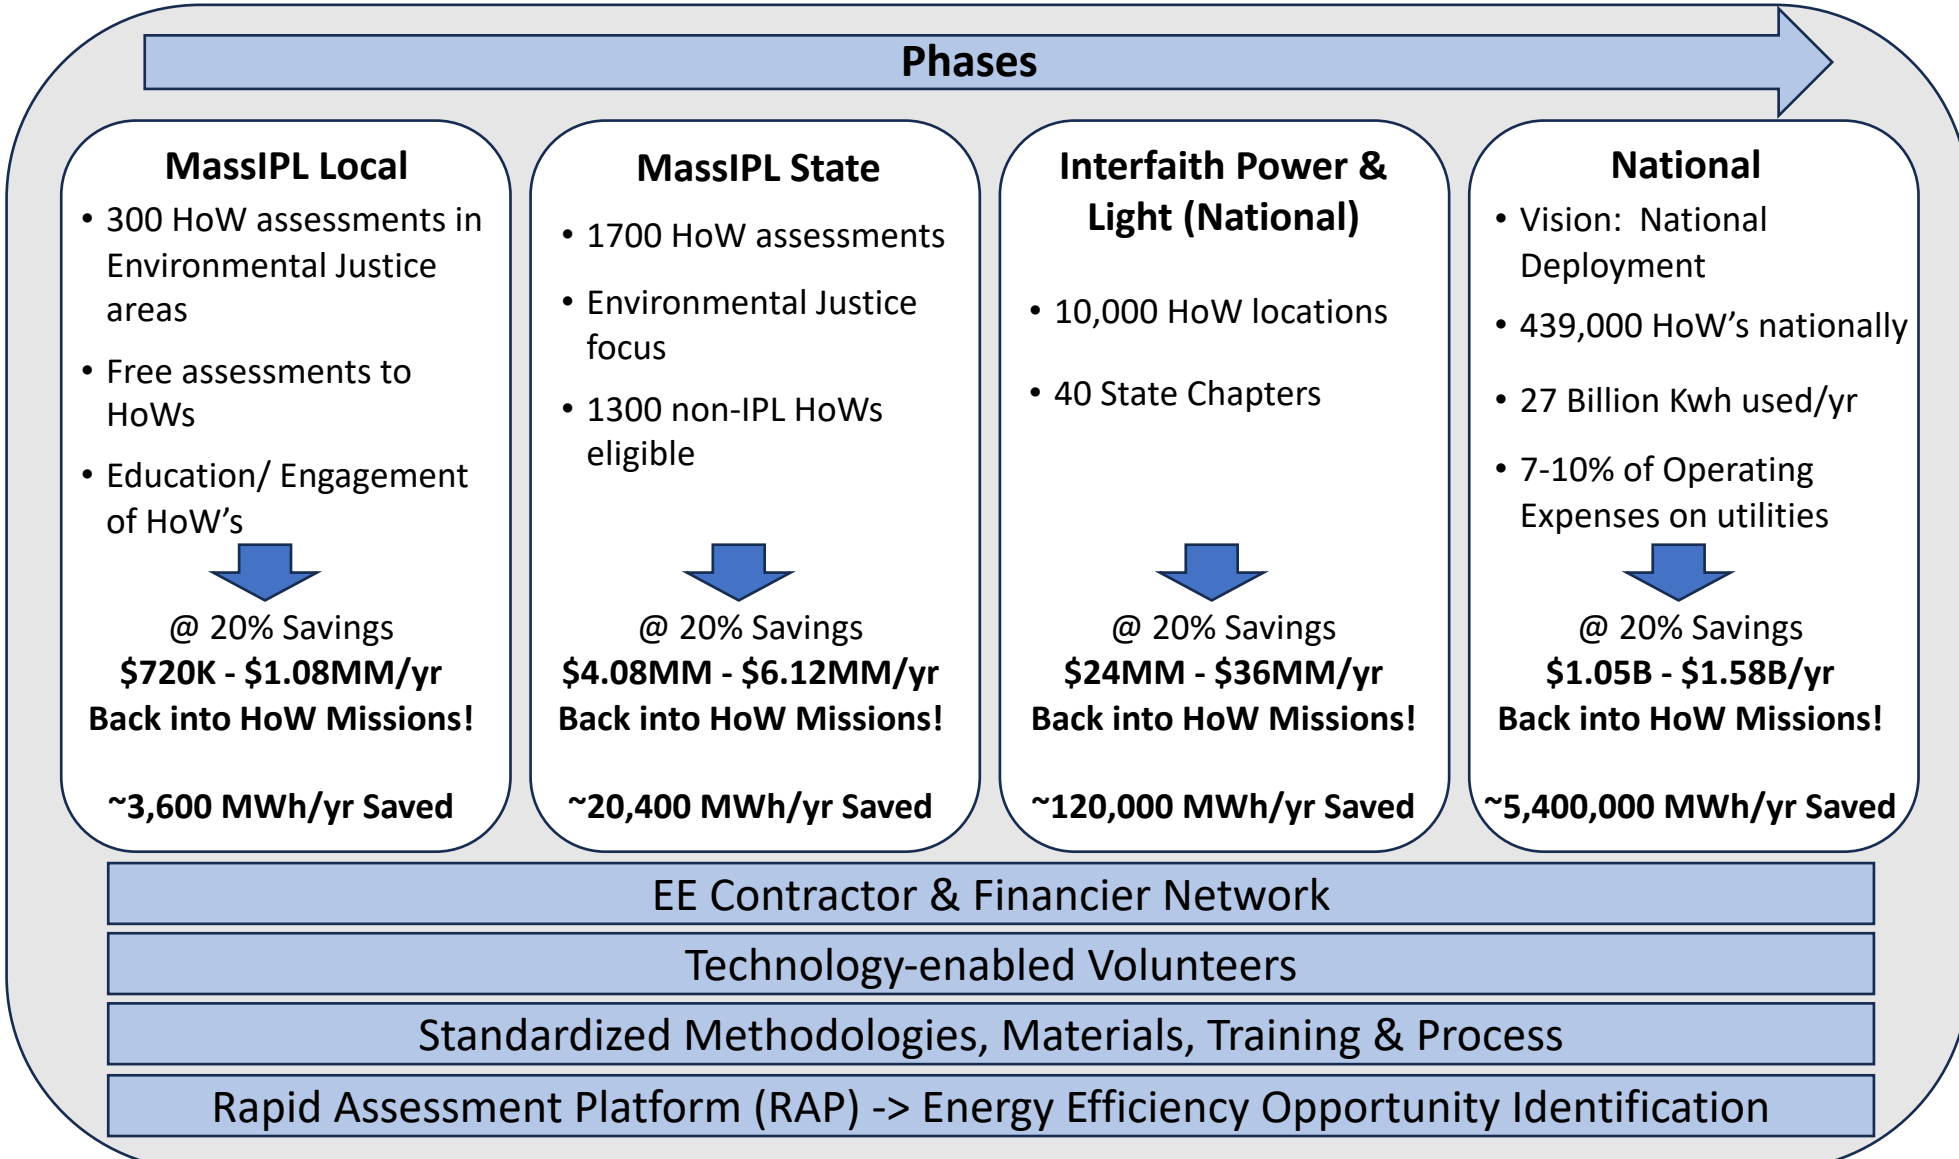 Phases
MassIPL Local
• 300 HoW assessments in
Environmental Justice
areas
• Free assessments to
HoWs
• Education/ Engagement
of HoW’s
@ 20% Savings
$720K - $1.08MM/yr
Back into HoW Missions!
~3,600 MWh/yr Saved
MassIPL State
• 1700 HoW assessments
• Environmental Justice
focus
• 1300 non-IPL HoWs
eligible
@ 20% Savings
$4.08MM - $6.12MM/yr
Back into HoW Missions!
~20,400 MWh/yr Saved
Interfaith Power &
Light (National)
• 10,000 HoW locations
• 40 State Chapters
@ 20% Savings
$24MM - $36MM/yr
Back into HoW Missions!
~120,000 MWh/yr Saved
National
• Vision:  National
Deployment
• 439,000 HoW’s nationally
• 27 Billion Kwh used/yr
• 7-10% of Operating
Expenses on utilities
@ 20% Savings
$1.05B - $1.58B/yr
Back into HoW Missions!
~5,400,000 MWh/yr Saved
EE Contractor & Financier Network
Technology-enabled Volunteers
Standardized Methodologies, Materials, Training & Process
Rapid Assessment Platform (RAP) -> Energy Efficiency Opportunity Identification